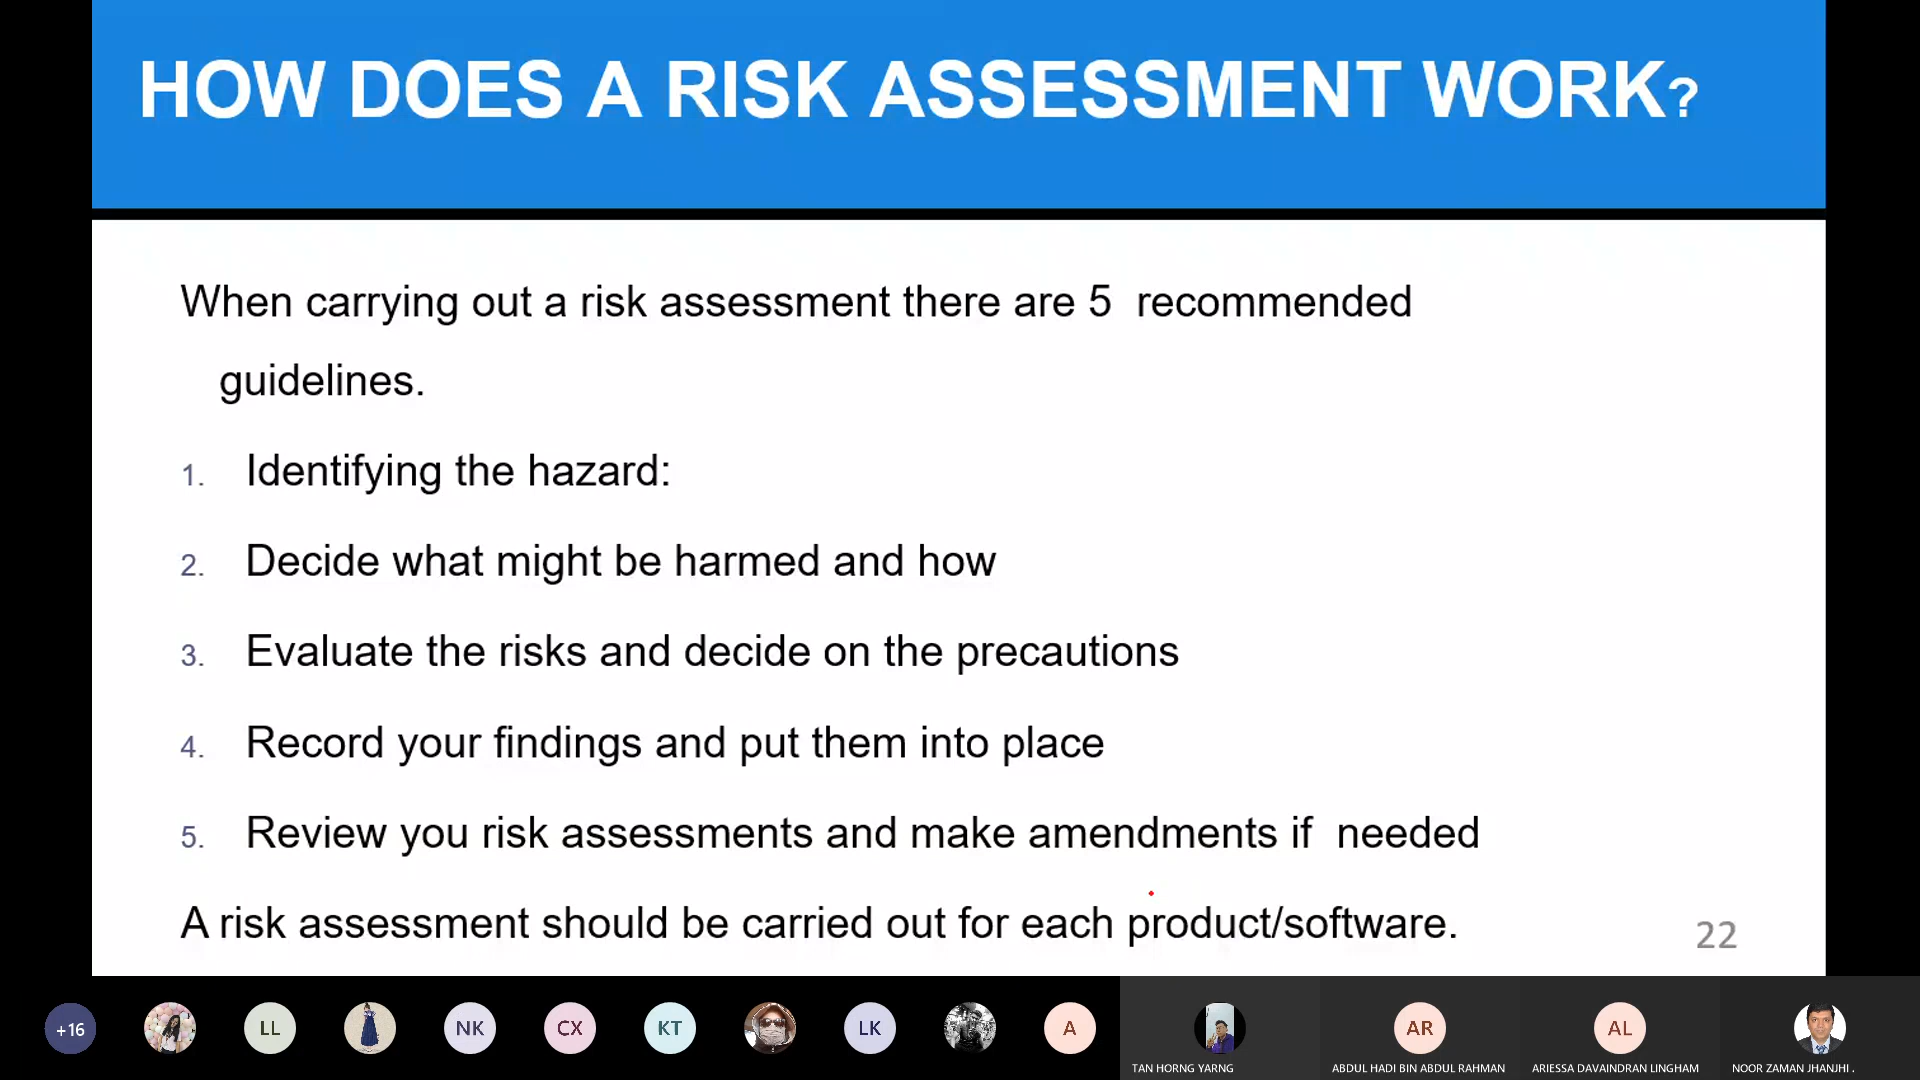 HOW DOES A RISK ASSESSMENT WORK?
When carrying out a risk assessment there are 5  recommended
guidelines.
1. Identifying the hazard:
2. Decide what might be harmed and how
3. Evaluate the risks and decide on the precautions
4. Record your findings and put them into place
5. Review you risk assessments and make amendments if  needed
A risk assessment should be carried out for each product/software.
22
+16
LL
NK
CX
KT
LK
A
AR
AL
TAN HORNG YARNG
ABDUL HADI BIN ABDUL RAHMAN
ARIESSA DAVAINDRAN LINGHAM
NOOR ZAMAN JHANJHI .